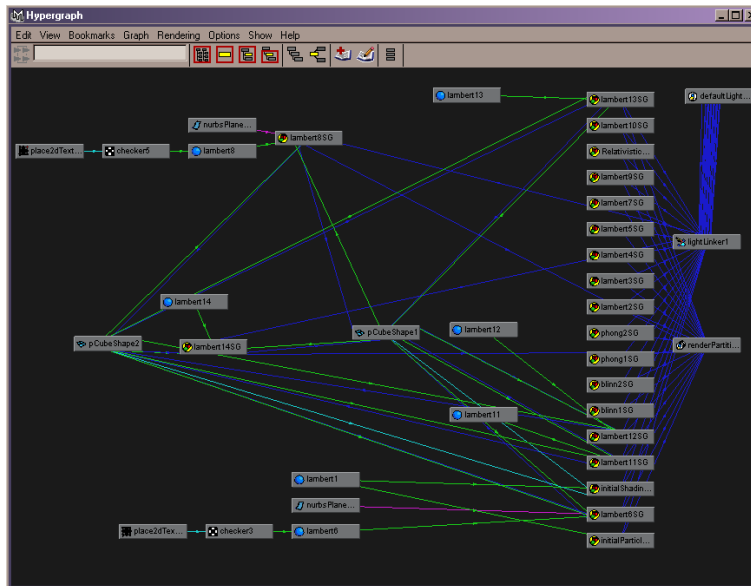 Hypergraph
Edit View Bookmarks Graph Rendering Options Show Help
lambert13
lambert13SG
defaultLight...
nurbsPlane...
lambert10SG
lambert8SG
place2dText...
checker5
lambert8
Relativistic...
lambert9SG
lambert7SG
lambert5SG
lightLinker1
lambert4SG
lambert3SG
lambert14
lambert2SG
pCubeShape1
lambert12
phong2SG
pCubeShape2
lambert14SG
renderPartiti...
phong1SG
blinn2SG
lambert11
blinn1SG
lambert12SG
lambert11SG
lambert1
initialShadin...
nurbsPlane...
lambert6SG
place2dText...
checker3
lambert6
initialParticl...